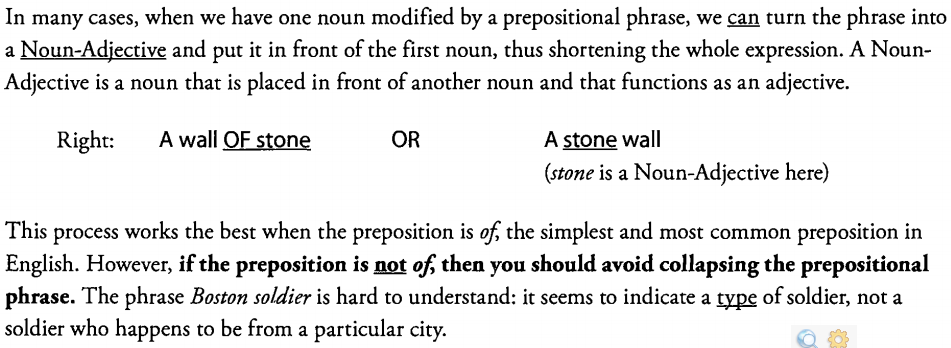 In many cases, when we have one noun modified by a prepositional phrase, we can turn the phrase into
a Noun-Adjective and put it in front of the first noun, thus shortening the whole expression. A Noun-
Adjective is a noun that is placed in front of another noun and that functions as an adjective.
Right: A wall OF stone OR A stone wall
(stone is a Noun-Adjective here)
This process works the best when the preposition is of, the simplest and most common preposition in
English. However, if the preposition is not of, then you should avoid collapsing the prepositional
phrase. The phrase Boston soldier is hard to understand: it seems to indicate a type of soldier, not a
soldier who happens to be from a particular city.